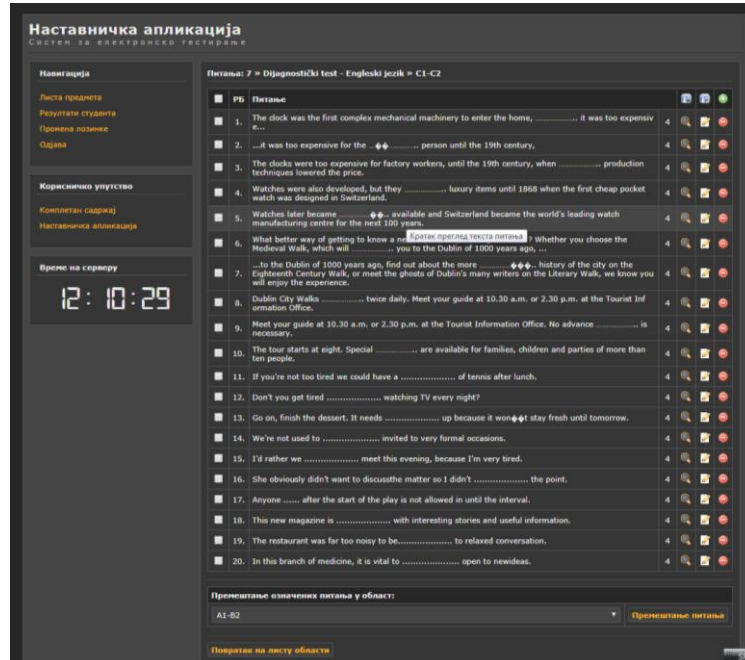 Наставничка апликација
Систем за електронско тестирање
Навигација
Листа предмета
Резултати студента
Промена лозинке
Одјава
Корисничко упутство
Комплетан садржај
Наставничка апликација
Време на серверу
12:10:29
Питања: 7 » Dijagnostički test - Engleski jezik » C1-C2
РБ Питање
1. The clock was the first complex mechanical machinery to enter the home, .................. it was too expensiv
e... 4
2. ...it was too expensive for the ...��............ person until the 19th century, 4
3. The clocks were too expensive for factory workers, until the 19th century, when .................. production
techniques lowered the price. 4
4. Watches were also developed, but they .................. luxury items until 1868 when the first cheap pocket
watch was designed in Switzerland. 4
5. Watches later became .............��.. available and Switzerland became the world's leading watch
manufacturing centre for the next 100 years. 4
Кратак преглед текста питања
6. What better way of getting to know a ne ? Whether you choose the
Medieval Walk, which will .................. you to the Dublin of 1000 years ago, ... 4
7. ...to the Dublin of 1000 years ago, find out about the more .............���.. history of the city on the
Eighteenth Century Walk, or meet the ghosts of Dublin's many writers on the Literary Walk, we know you
will enjoy the experience. 4
8. Dublin City Walks .................. twice daily. Meet your guide at 10.30 a.m. or 2.30 p.m. at the Tourist Inf
ormation Office. 4
9. Meet your guide at 10.30 a.m. or 2.30 p.m. at the Tourist Information Office. No advance .................. is
necessary. 4
10. The tour starts at eight. Special .................. are available for families, children and parties of more than
ten people. 4
11. If you're not too tired we could have a .................. of tennis after lunch. 4
12. Don't you get tired .................. watching TV every night? 4
13. Go on, finish the dessert. It needs .................. up because it won��t stay fresh until tomorrow. 4
14. We're not used to .................. invited to very formal occasions. 4
15. I'd rather we .................. meet this evening, because I'm very tired. 4
16. She obviously didn't want to discussthe matter so I didn't .................. the point. 4
17. Anyone ...... after the start of the play is not allowed in until the interval. 4
18. This new magazine is .................. with interesting stories and useful information. 4
19. The restaurant was far too noisy to be.................. to relaxed conversation. 4
20. In this branch of medicine, it is vital to .................. open to newideas. 4
Премештање означених питања у област:
A1-B2 Премештање питања
Повратак на листу области